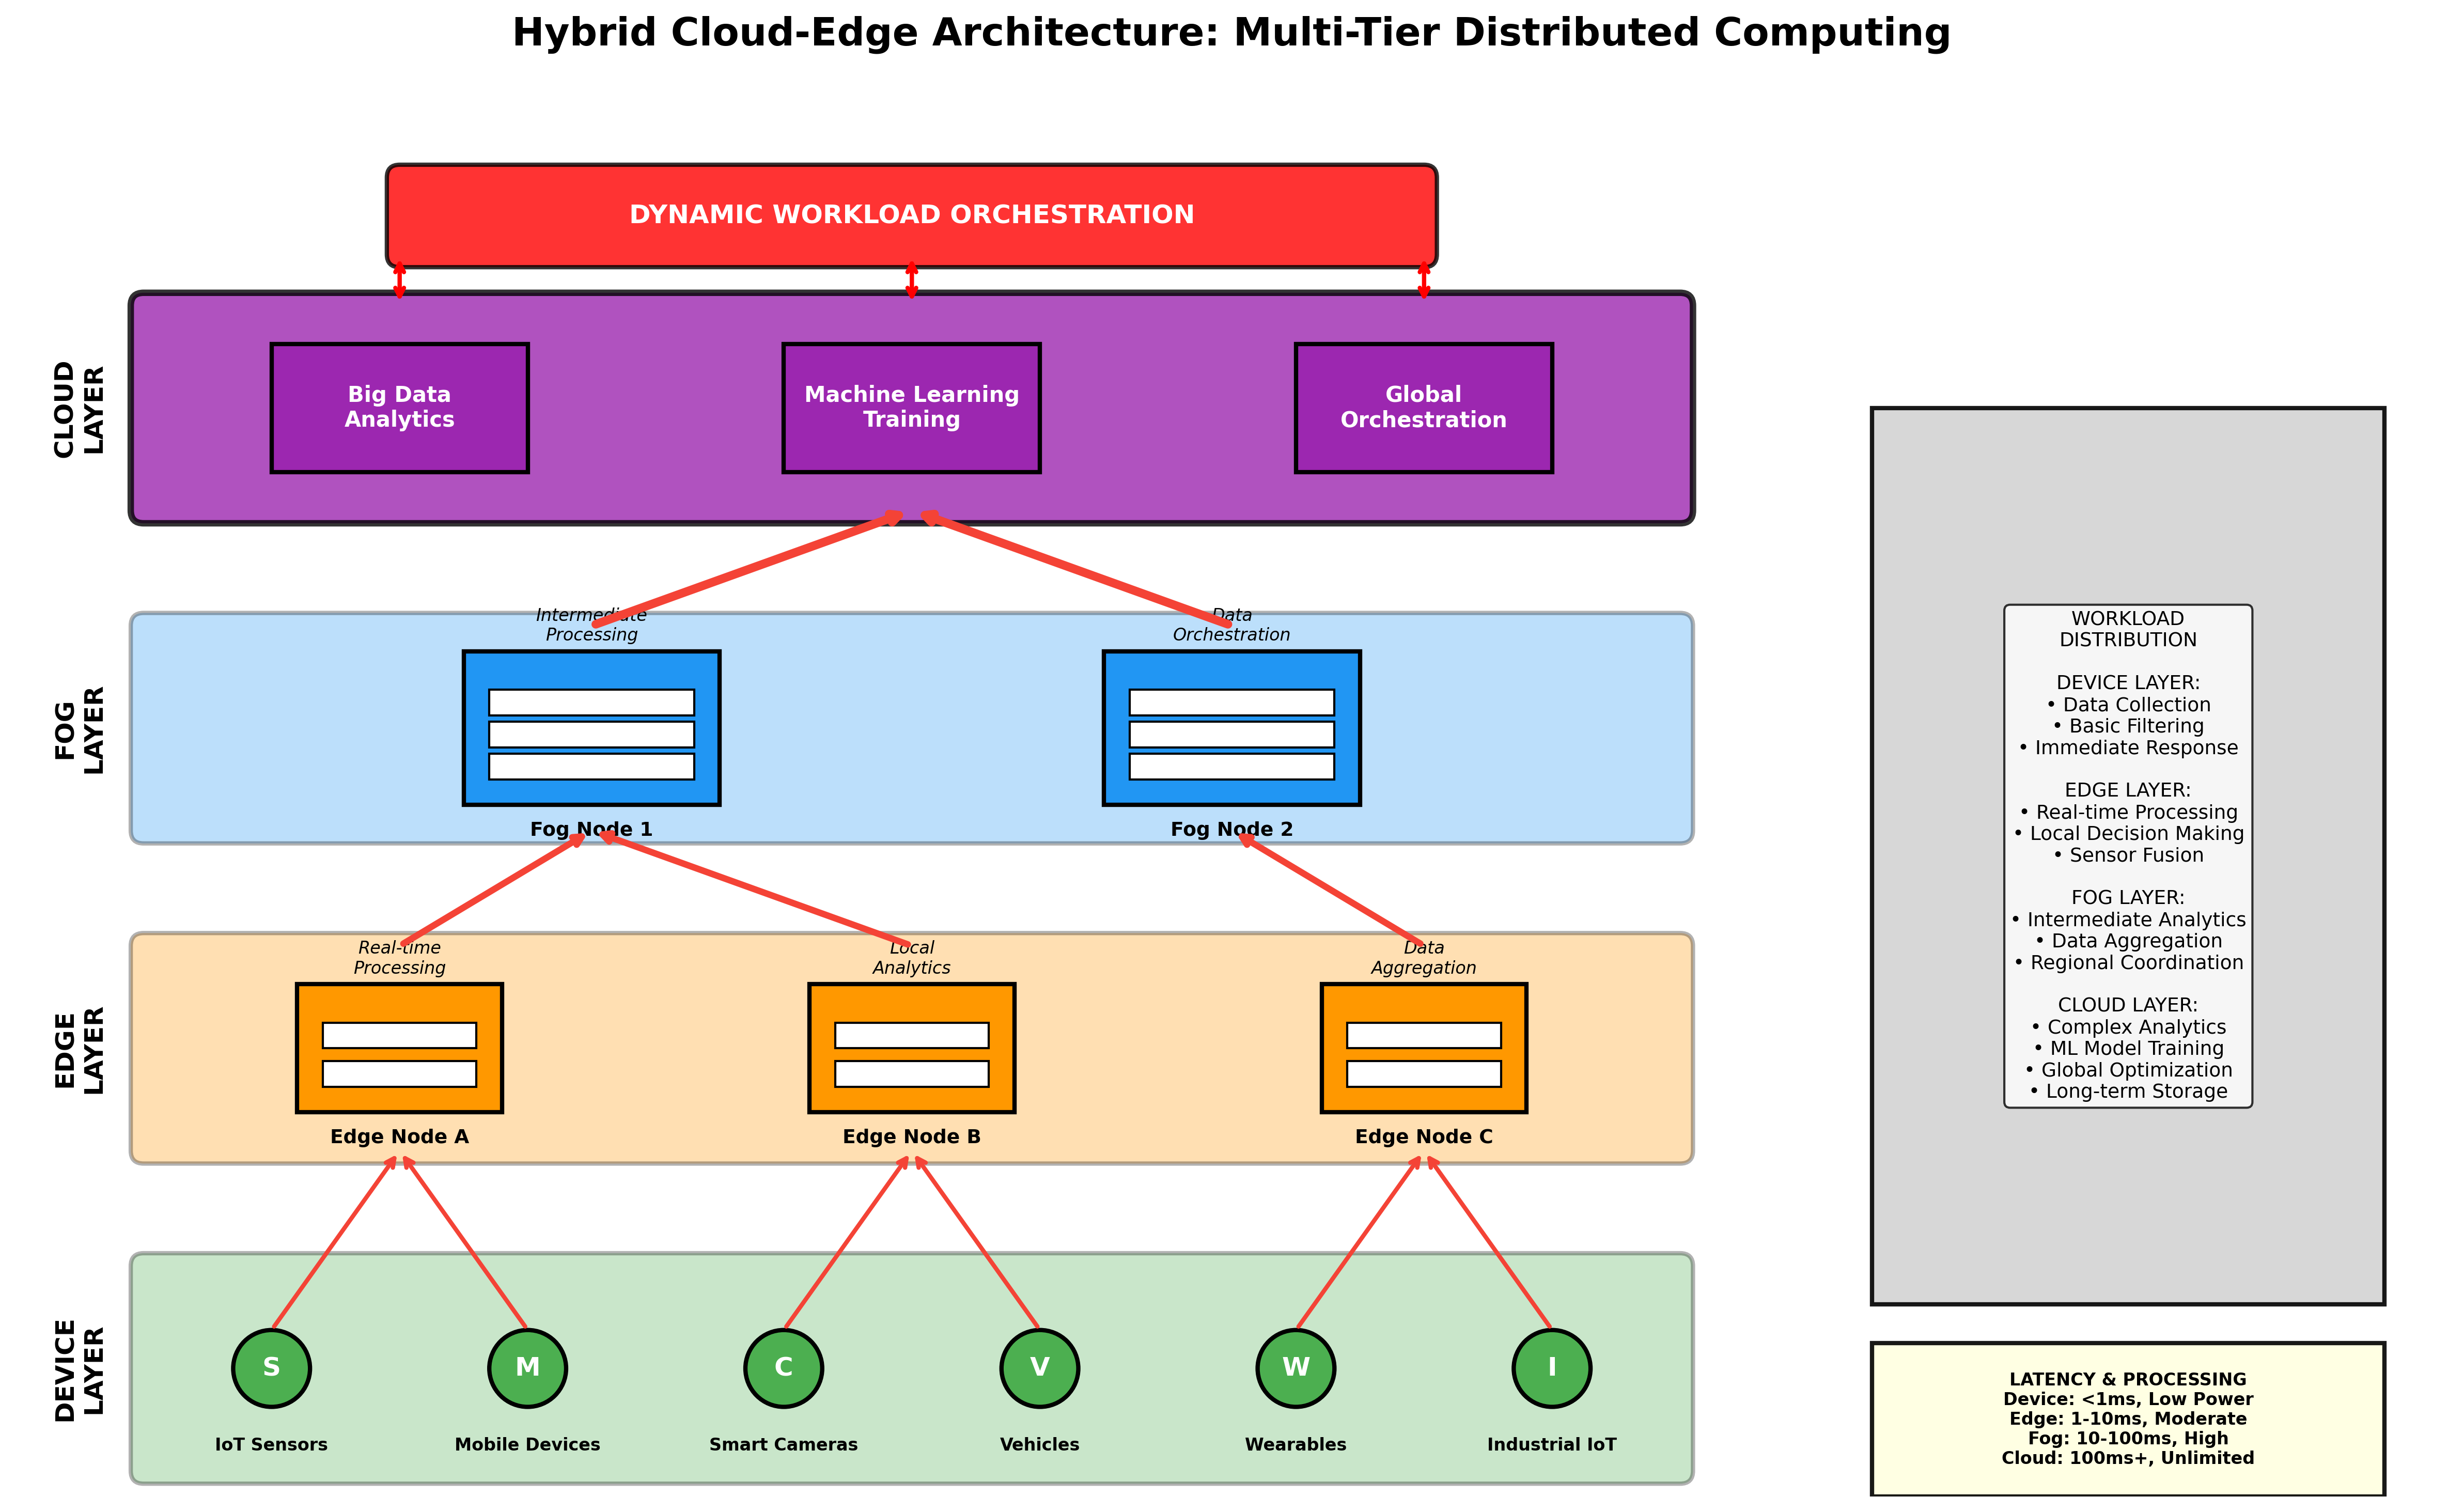 Hybrid Cloud-Edge Architecture: Multi-Tier Distributed Computing
DYNAMIC WORKLOAD ORCHESTRATION
CLOUD
LAYER
Big Data
Analytics
Machine Learning
Training
Global
Orchestration
FOG
LAYER
Intermediate
Processing
Data
Orchestration
Fog Node 1
Fog Node 2
EDGE
LAYER
Real-time
Processing
Local
Analytics
Data
Aggregation
Edge Node A
Edge Node B
Edge Node C
DEVICE
LAYER
S
M
C
V
W
I
IoT Sensors
Mobile Devices
Smart Cameras
Vehicles
Wearables
Industrial IoT
WORKLOAD
DISTRIBUTION
DEVICE LAYER:
• Data Collection
• Basic Filtering
• Immediate Response
EDGE LAYER:
• Real-time Processing
• Local Decision Making
• Sensor Fusion
FOG LAYER:
• Intermediate Analytics
• Data Aggregation
• Regional Coordination
CLOUD LAYER:
• Complex Analytics
• ML Model Training
• Global Optimization
• Long-term Storage
LATENCY & PROCESSING
Device: <1ms, Low Power
Edge: 1-10ms, Moderate
Fog: 10-100ms, High
Cloud: 100ms+, Unlimited